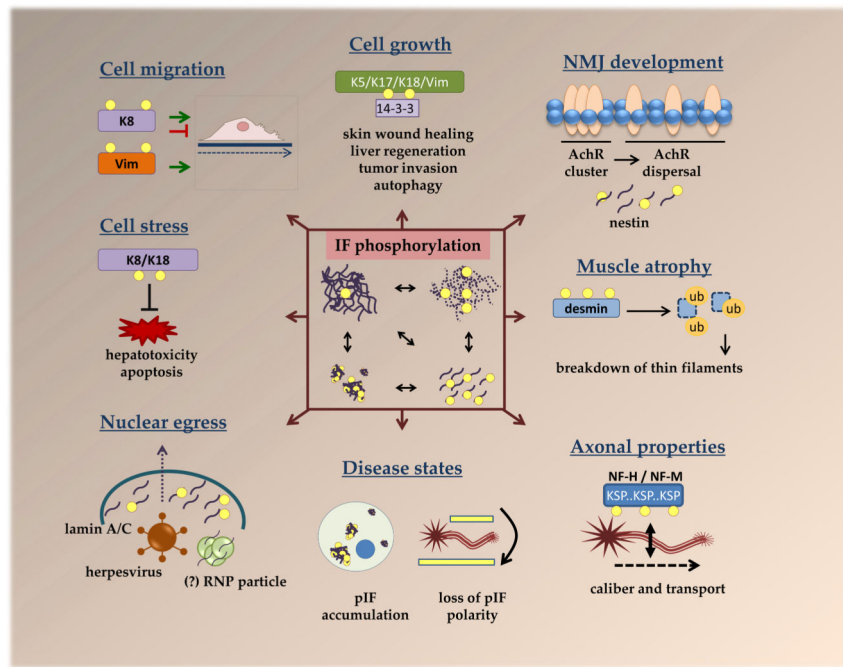 Cell growth
Cell migration
NMJ development
K5/K17/K18/Vim
K8
14-3-3
Vim
skin wound healing
liver regeneration
tumor invasion
autophagy
AchR
cluster
AchR
dispersal
nestin
Cell stress
K8/K18
hepatotoxicity
apoptosis
IF phosphorylation
Muscle atrophy
desmin
ub
ub
ub
breakdown of thin filaments
Nuclear egress
lamin A/C
herpesvirus
(?) RNP particle
Disease states
pIF
accumulation
loss of pIF
polarity
Axonal properties
NF-H / NF-M
KSP..KSP..KSP
caliber and transport